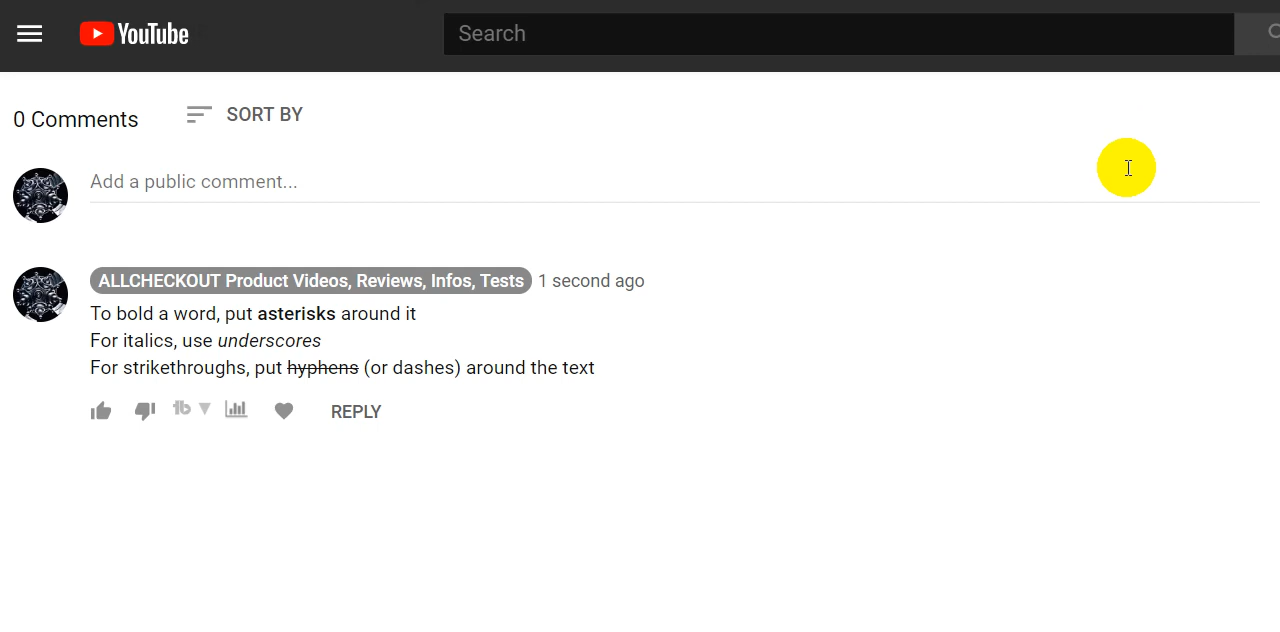 YouTube
Search
0 Comments
SORT BY
Add a public comment...
ALLCHECKOUT Product Videos, Reviews, Infos, Tests 1 second ago
To bold a word, put asterisks around it
For italics, use underscores
For strikethroughs, put hyphens (or dashes) around the text
tb
REPLY